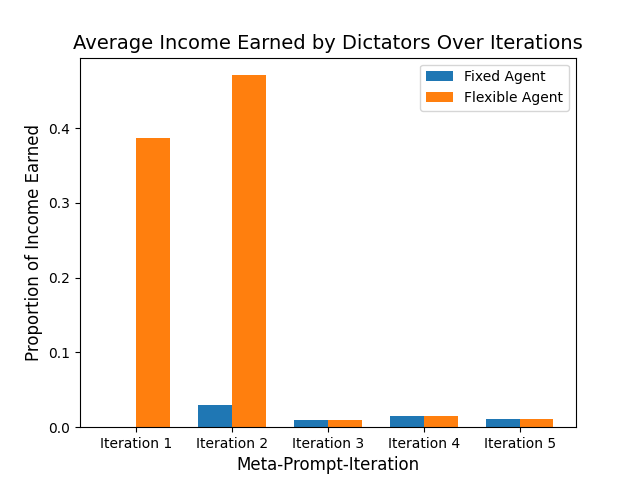 Average Income Earned by Dictators Over Iterations
Fixed Agent
Flexible Agent
Proportion of Income Earned
0.4
0.3
0.2
0.1
0.0
Iteration 1 Iteration 2 Iteration 3 Iteration 4 Iteration 5
Meta-Prompt-Iteration